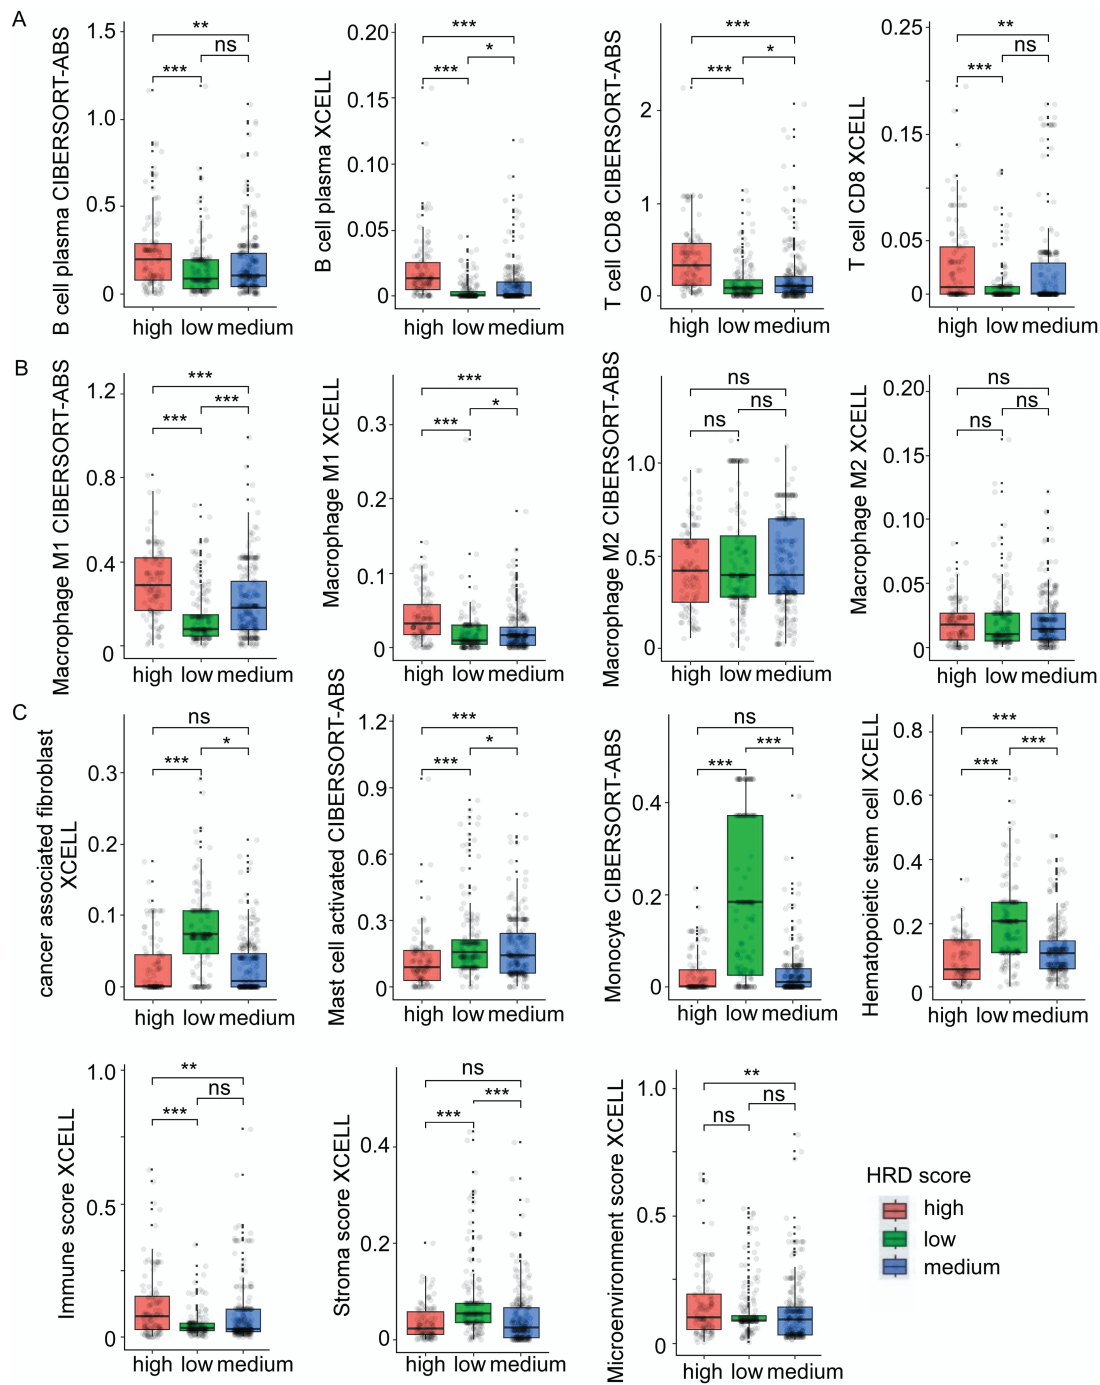 A
B cell plasma CIBERSORT-ABS
1.5
1.0
0.5
0
**
ns
***
high low medium
B cell plasma XCELL
0.20
0.15
0.10
0.05
0
***
*
***
high low medium
T cell CD8 CIBERSORT-ABS
2
1
0
***
*
***
high low medium
T cell CD8 XCELL
0.25
0.15
0.05
0
**
ns
***
high low medium
B
Macrophage M1 CIBERSORT-ABS
1.2
0.8
0.4
0
***
***
***
high low medium
Macrophage M1 XCELL
0.3
0.2
0.1
0
***
*
***
high low medium
Macrophage M2 CIBERSORT-ABS
1.0
0.5
0
ns
ns
ns
high low medium
Macrophage M2 XCELL
0.20
0.15
0.10
0.05
0
ns
ns
ns
high low medium
C
cancer associated fibroblast
XCELL
0.3
0.2
0.1
0
ns
*
***
high low medium
Mast cell activated CIBERSORT-ABS
1.2
0.9
0.6
0.3
0
***
*
***
high low medium
Monocyte CIBERSORT-ABS
0.4
0.2
0
ns
***
***
high low medium
Hematopoietic stem cell XCELL
0.8
0.6
0.4
0.2
0
***
***
***
high low medium
Immune score XCELL
1.0
0.5
0
**
ns
***
high low medium
Stroma score XCELL
0.4
0.2
0
ns
***
***
high low medium
Microenvironment score XCELL
1.0
0.5
0
**
ns
ns
high low medium
HRD score
high
low
medium